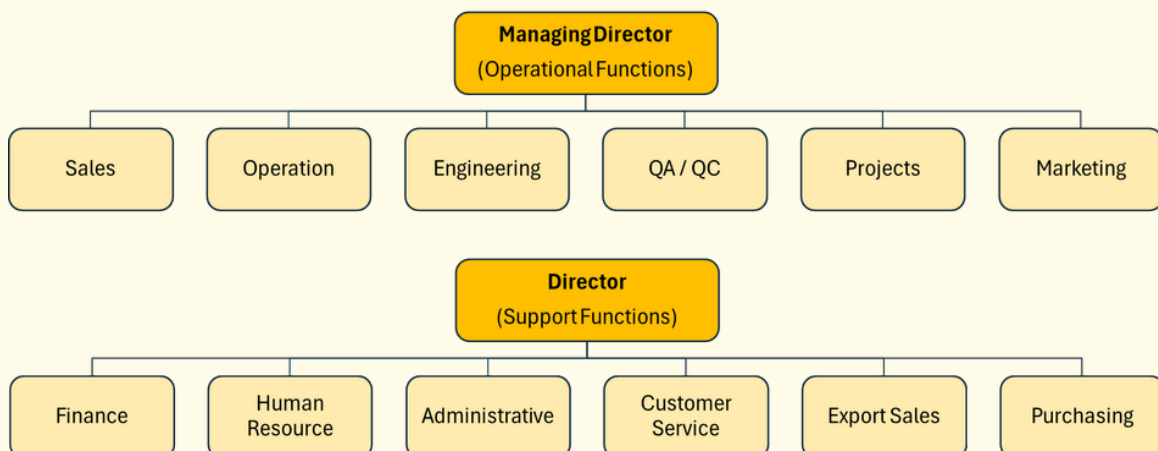 Managing Director
(Operational Functions)
Sales
Operation
Engineering
QA / QC
Projects
Marketing
Director
(Support Functions)
Finance
Human
Resource
Administrative
Customer
Service
Export Sales
Purchasing